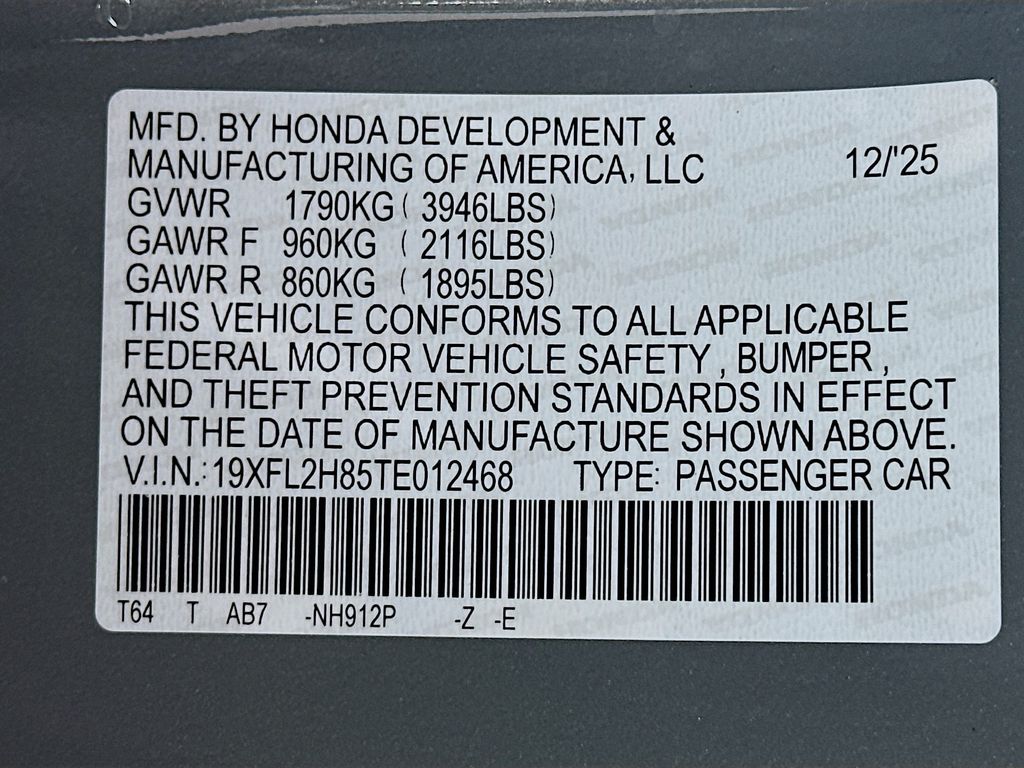 MFD. BY HONDA DEVELOPMENT &
MANUFACTURING OF AMERICA, LLC 12/'25
GVWR 1790KG ( 3946LBS)
GAWR F 960KG ( 2116LBS)
GAWR R 860KG ( 1895LBS)
THIS VEHICLE CONFORMS TO ALL APPLICABLE
FEDERAL MOTOR VEHICLE SAFETY , BUMPER ,
AND THEFT PREVENTION STANDARDS IN EFFECT
ON THE DATE OF MANUFACTURE SHOWN ABOVE.
V.I.N.: 19XFL2H85TE012468 TYPE: PASSENGER CAR
T64 T AB7 -NH912P -Z -E